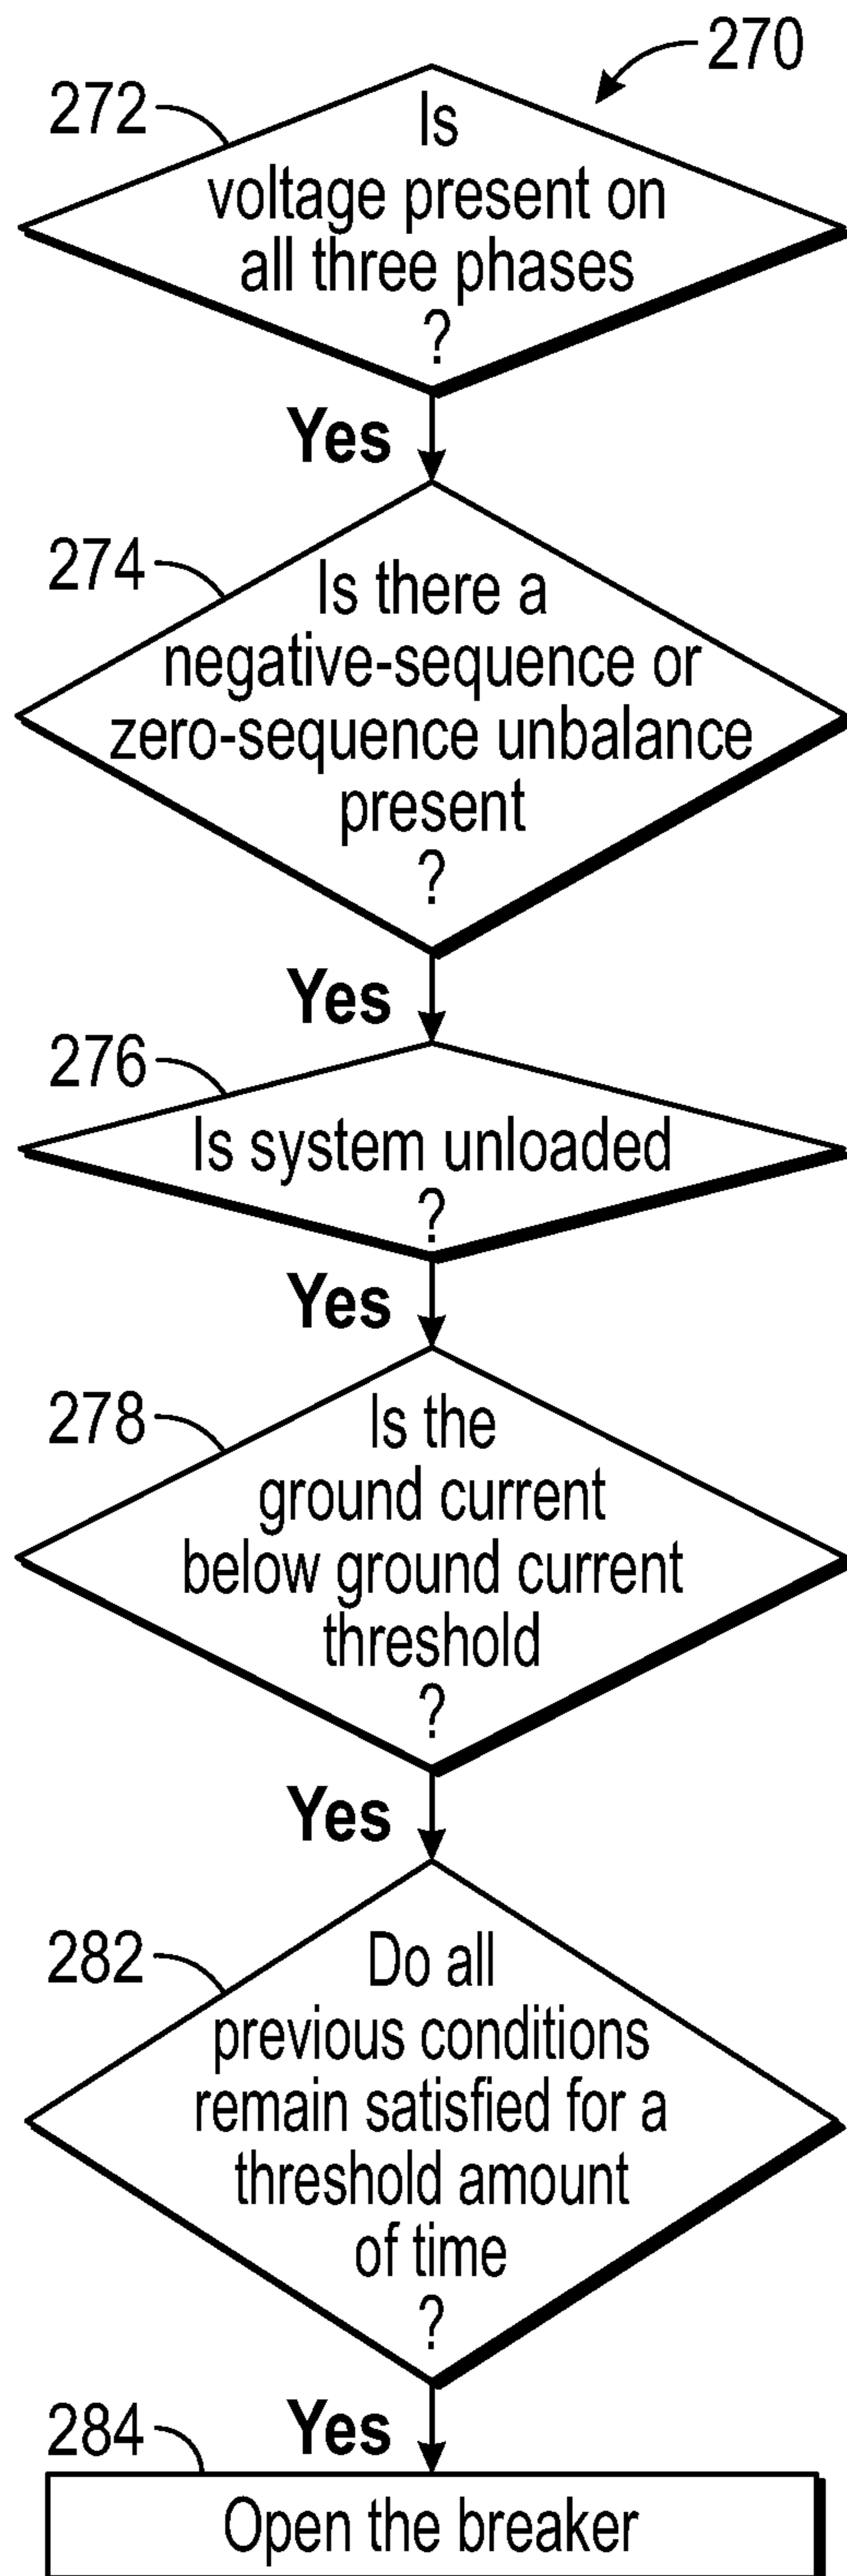 270
272
Is
voltage present on
all three phases
?
Yes
274
Is there a
negative-sequence or
zero-sequence unbalance
present
?
Yes
276
Is system unloaded
?
Yes
278
Is the
ground current
below ground current
threshold
?
Yes
282
Do all
previous conditions
remain satisfied for a
threshold amount
of time
?
Yes
284
Open the breaker